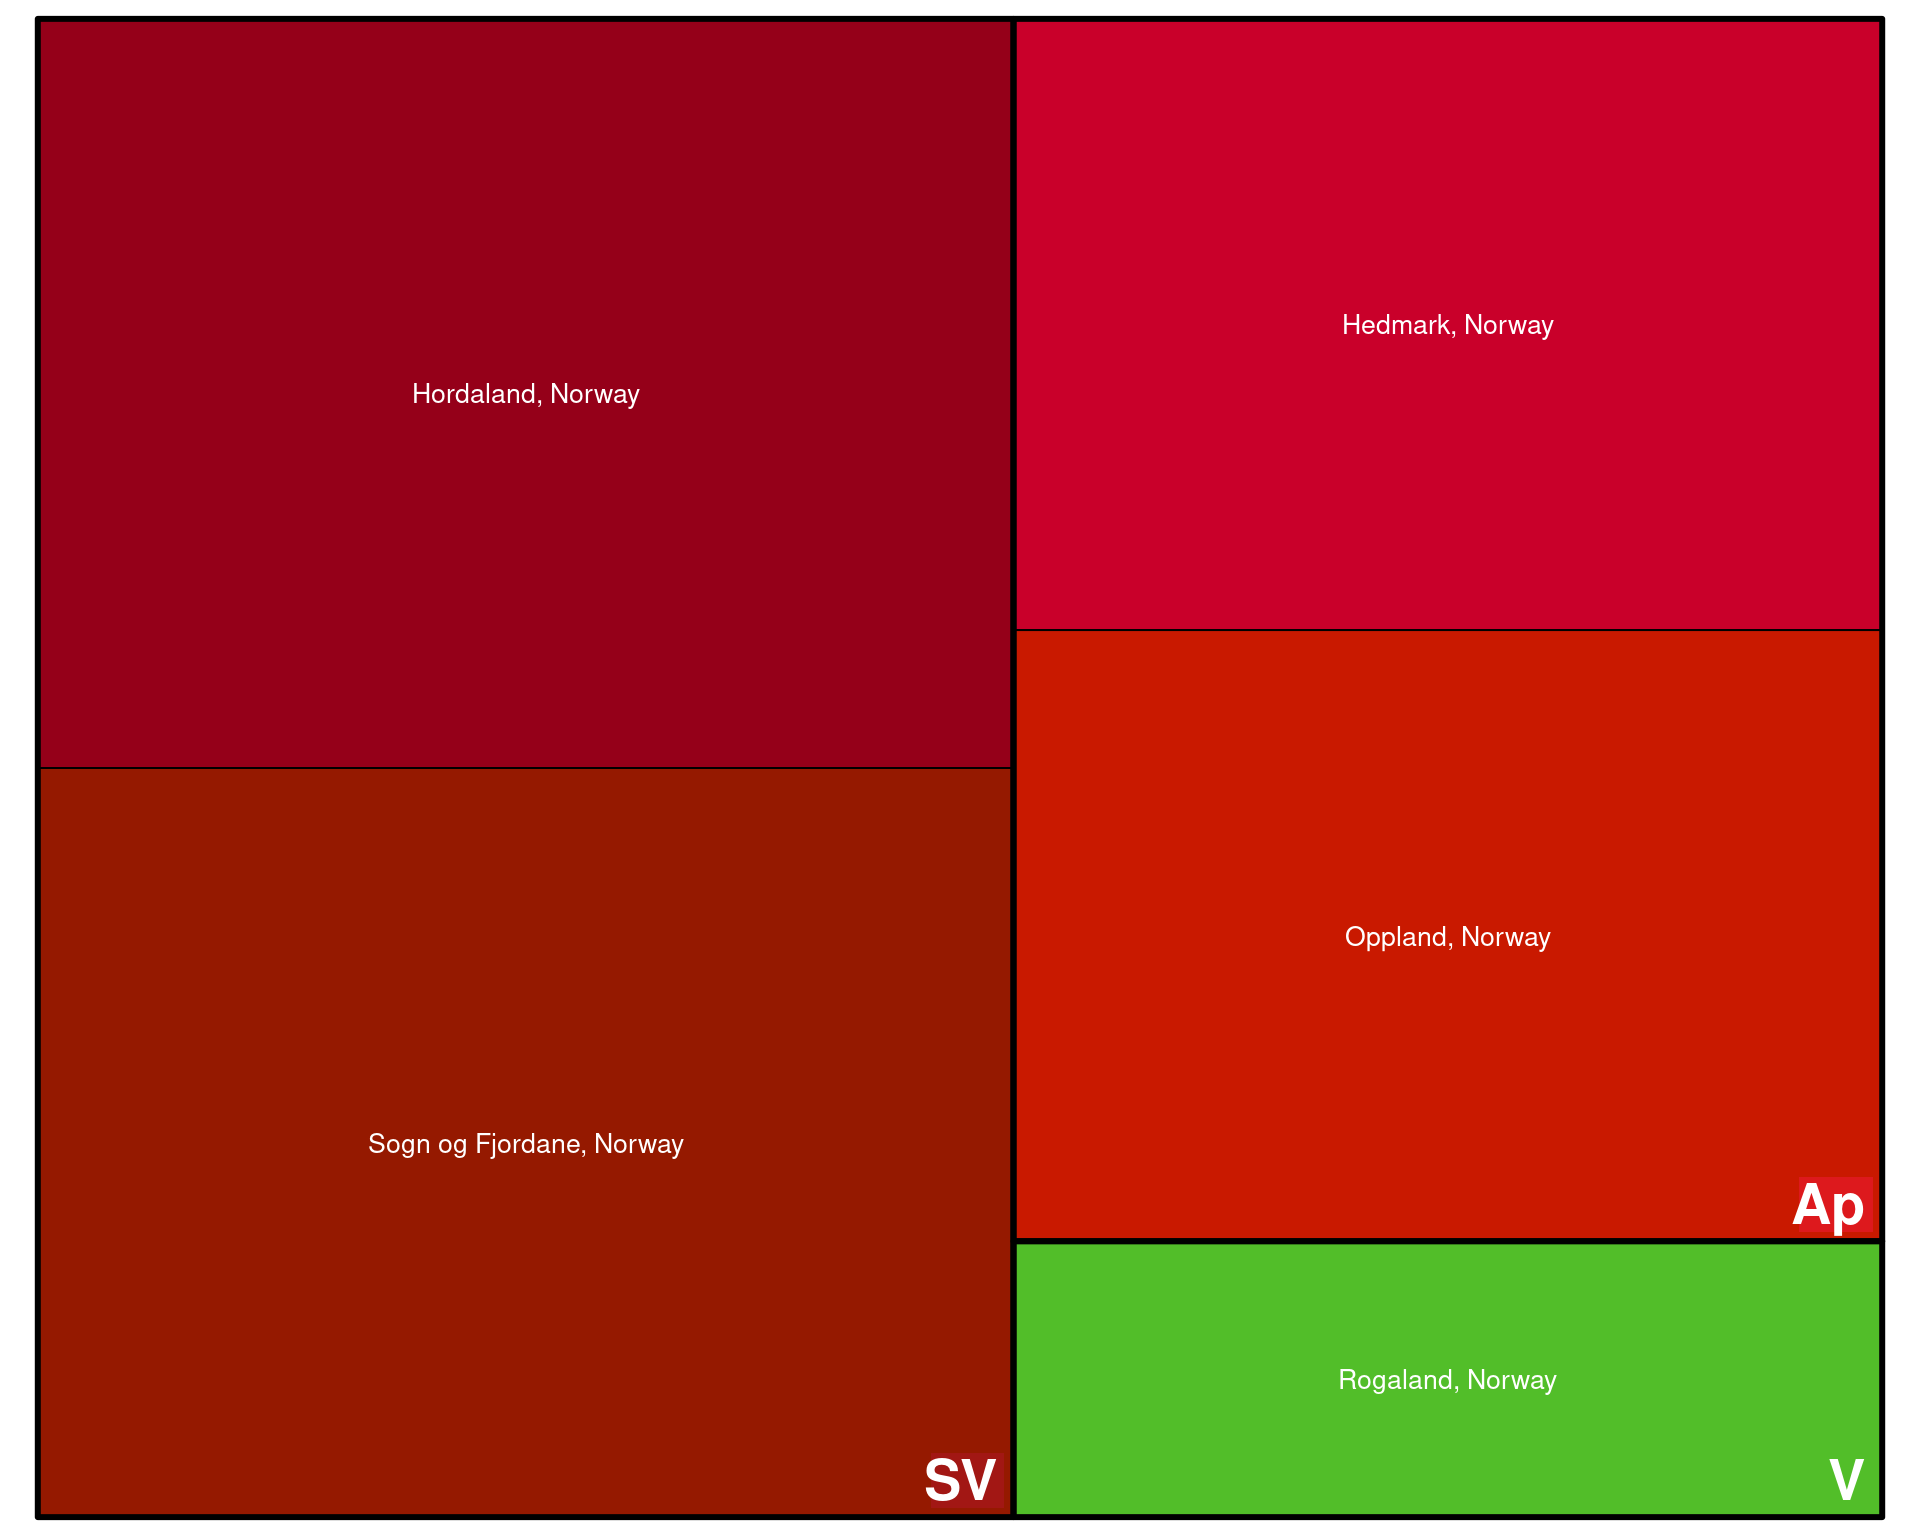 Hordaland, Norway
Sogn og Fjordane, Norway
SV
Hedmark, Norway
Oppland, Norway
Ap
Rogaland, Norway
V